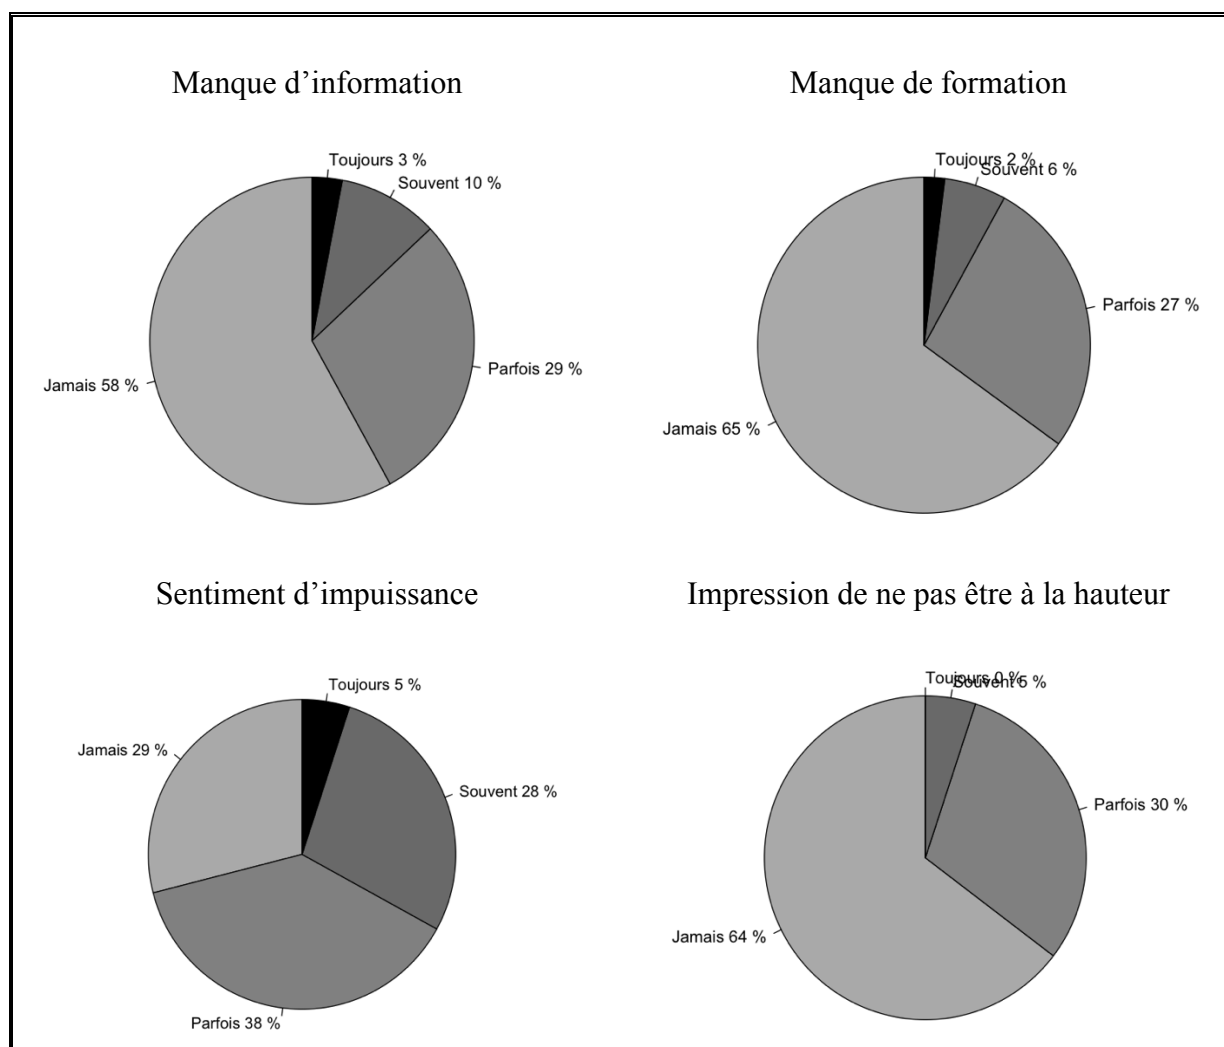 Manque d’information
Toujours 3 %
Souvent 10 %
Parfois 29 %
Jamais 58 %
Manque de formation
Toujours 2 %
Souvent 6 %
Parfois 27 %
Jamais 65 %
Sentiment d’impuissance
Toujours 5 %
Souvent 28 %
Jamais 29 %
Parfois 38 %
Impression de ne pas être à la hauteur
Toujours 0 %
Souvent 5 %
Parfois 30 %
Jamais 64 %